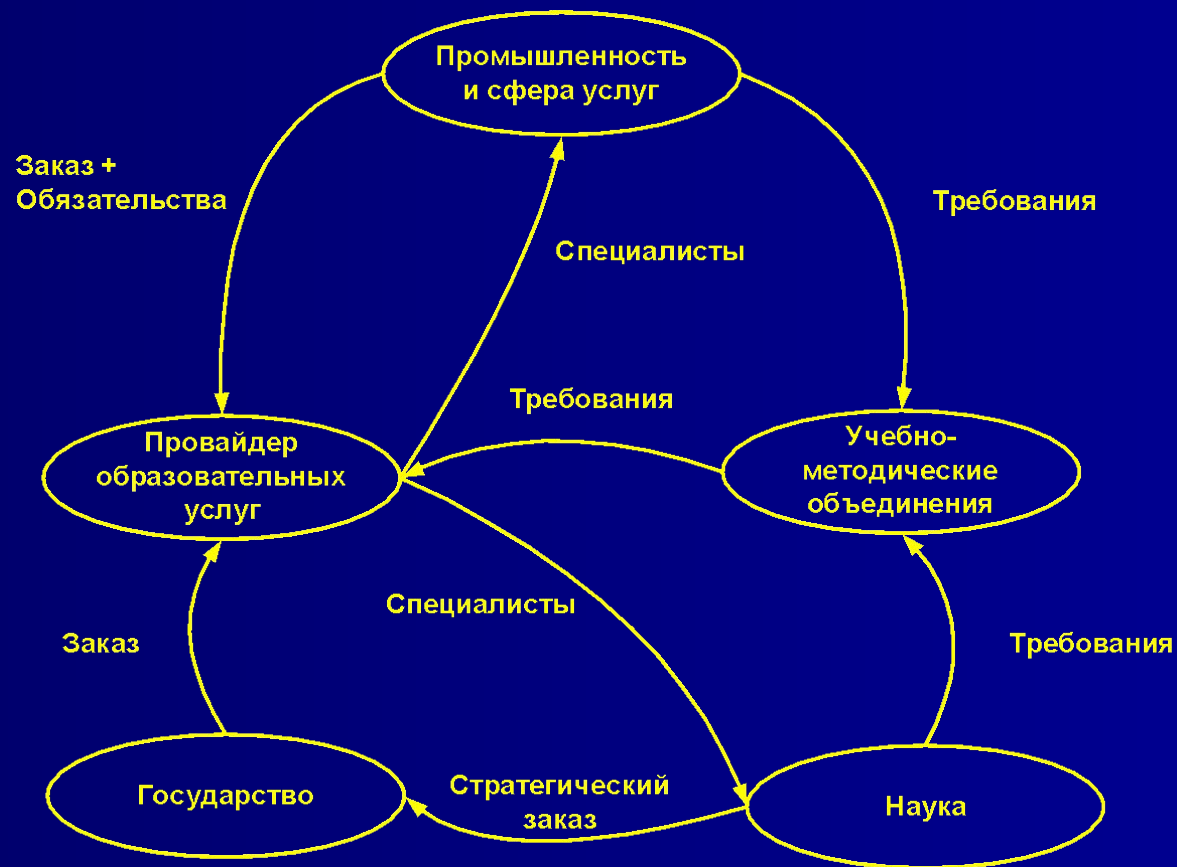 Промышленность
и сфера услуг
Заказ +
Обязательства
Требования
Специалисты
Требования
Провайдер
образовательных
услуг
Учебно-
методические
объединения
Специалисты
Заказ
Требования
Государство
Стратегический
заказ
Наука